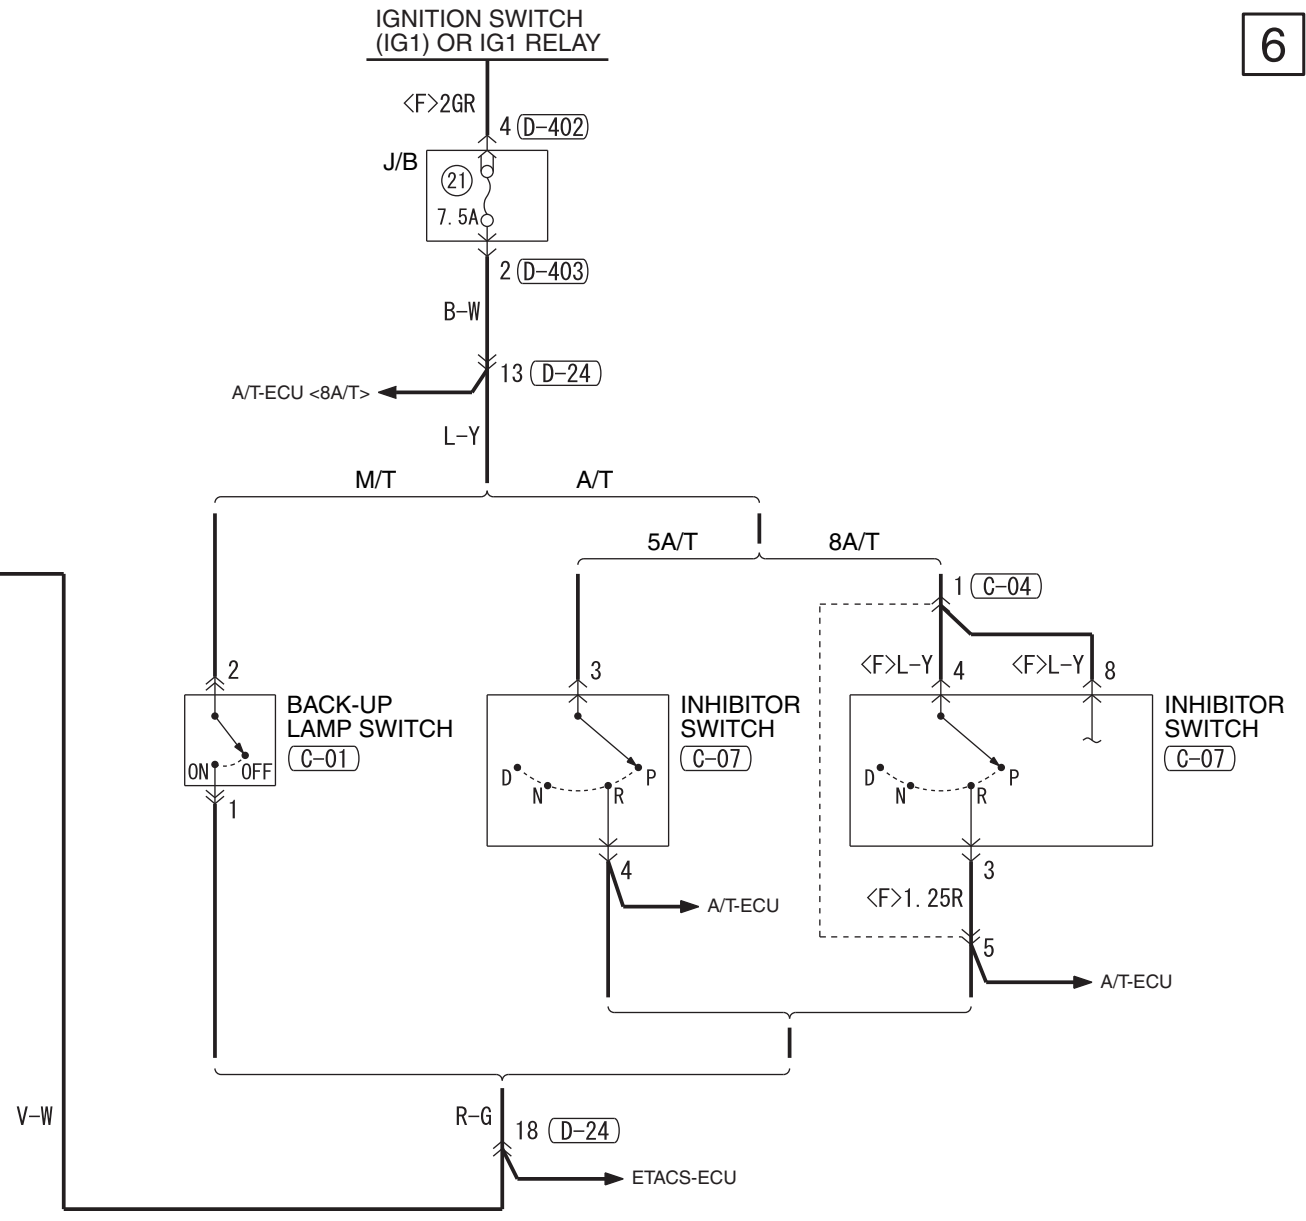 IGNITION SWITCH
(IG1) OR IG1 RELAY
6
<F>2GR
4 D-402
J/B
21
7.5A
2 D-403
B-W
13 D-24
A/T-ECU <8A/T>
L-Y
M/T
A/T
5A/T
8A/T
1 C-04
<F>L-Y 4
<F>L-Y 8
2
3
BACK-UP
LAMP SWITCH
C-01
ON
OFF
1
INHIBITOR
SWITCH
C-07
D
N
R
P
4
A/T-ECU
INHIBITOR
SWITCH
C-07
D
N
R
P
3
<F>1.25R
5
A/T-ECU
V-W
R-G
18 D-24
ETACS-ECU